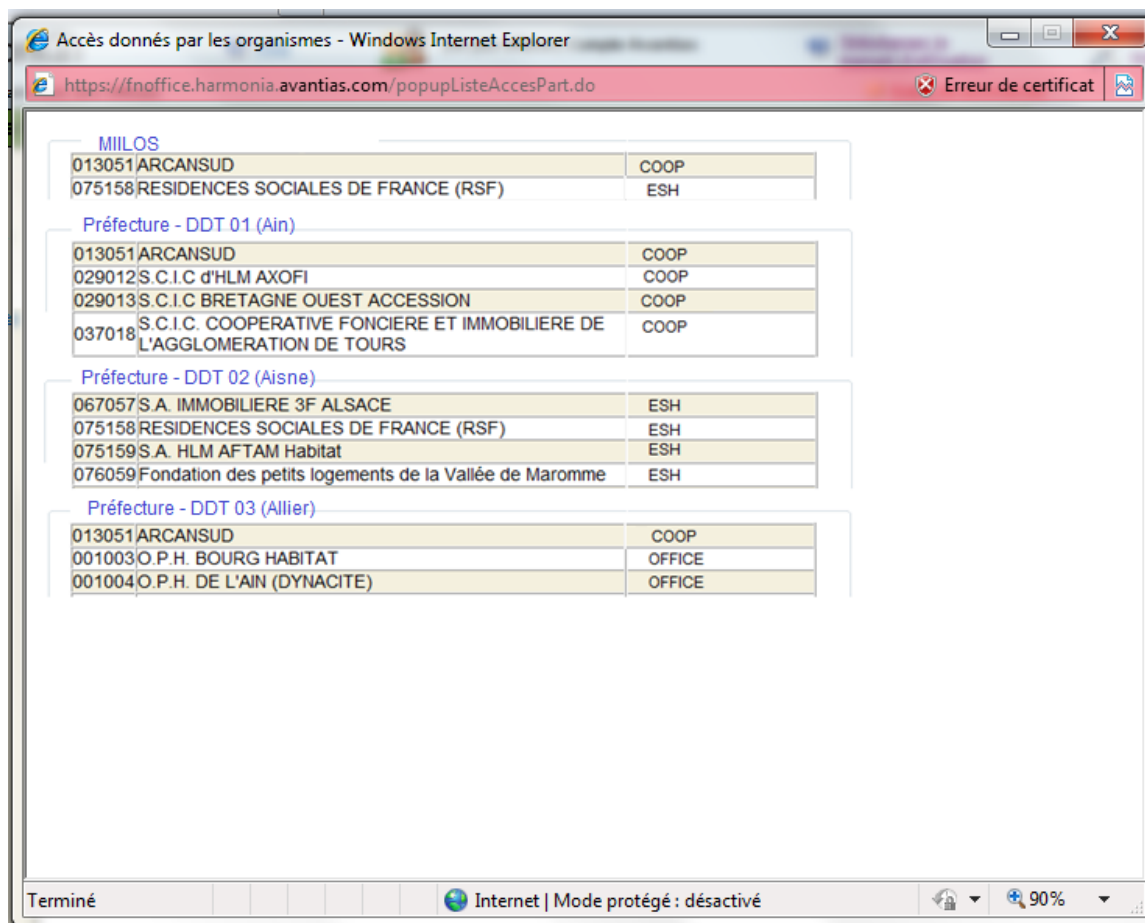 Accès donnés par les organismes - Windows Internet Explorer
https://fnoffice.harmonia.avantias.com/popupListeAccesPart.do Erreur de certificat
MIILOS
013051 ARCANSUD COOP
075158 RESIDENCES SOCIALES DE FRANCE (RSF) ESH
Préfecture - DDT 01 (Ain)
013051 ARCANSUD COOP
029012 S.C.I.C d'HLM AXOFI COOP
029013 S.C.I.C BRETAGNE OUEST ACCESSION COOP
037018 S.C.I.C. COOPERATIVE FONCIERE ET IMMOBILIERE DE COOP
L'AGGLOMERATION DE TOURS
Préfecture - DDT 02 (Aisne)
067057 S.A. IMMOBILIERE 3F ALSACE ESH
075158 RESIDENCES SOCIALES DE FRANCE (RSF) ESH
075159 S.A. HLM AFTAM Habitat ESH
076059 Fondation des petits logements de la Vallée de Maromme ESH
Préfecture - DDT 03 (Allier)
013051 ARCANSUD COOP
001003 O.P.H. BOURG HABITAT OFFICE
001004 O.P.H. DE L'AIN (DYNACITE) OFFICE
Terminé Internet | Mode protégé : désactivé 90%